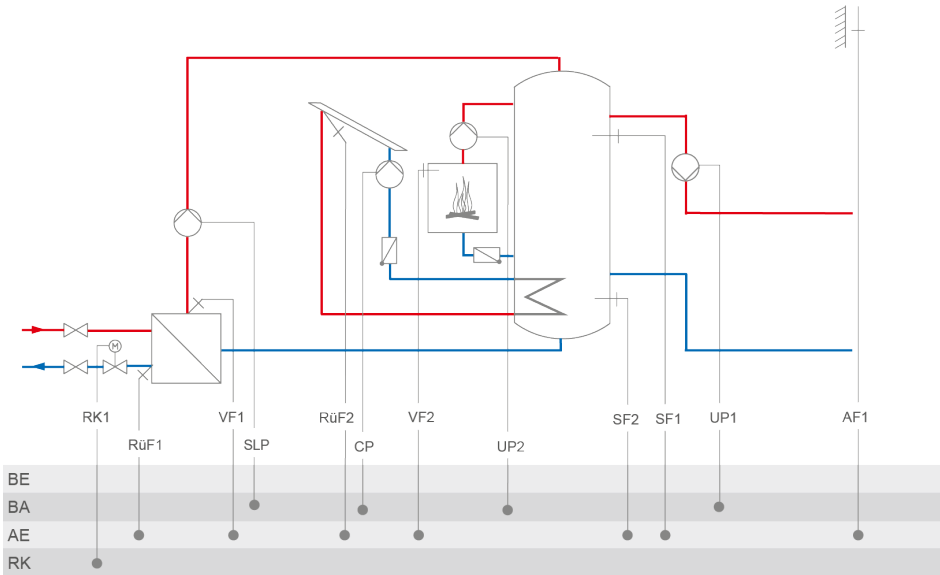 M
RK1 VF1 RüF2 VF2 SF2 SF1 UP1 AF1
RüF1 SLP CP UP2
BE
BA
AE
RK